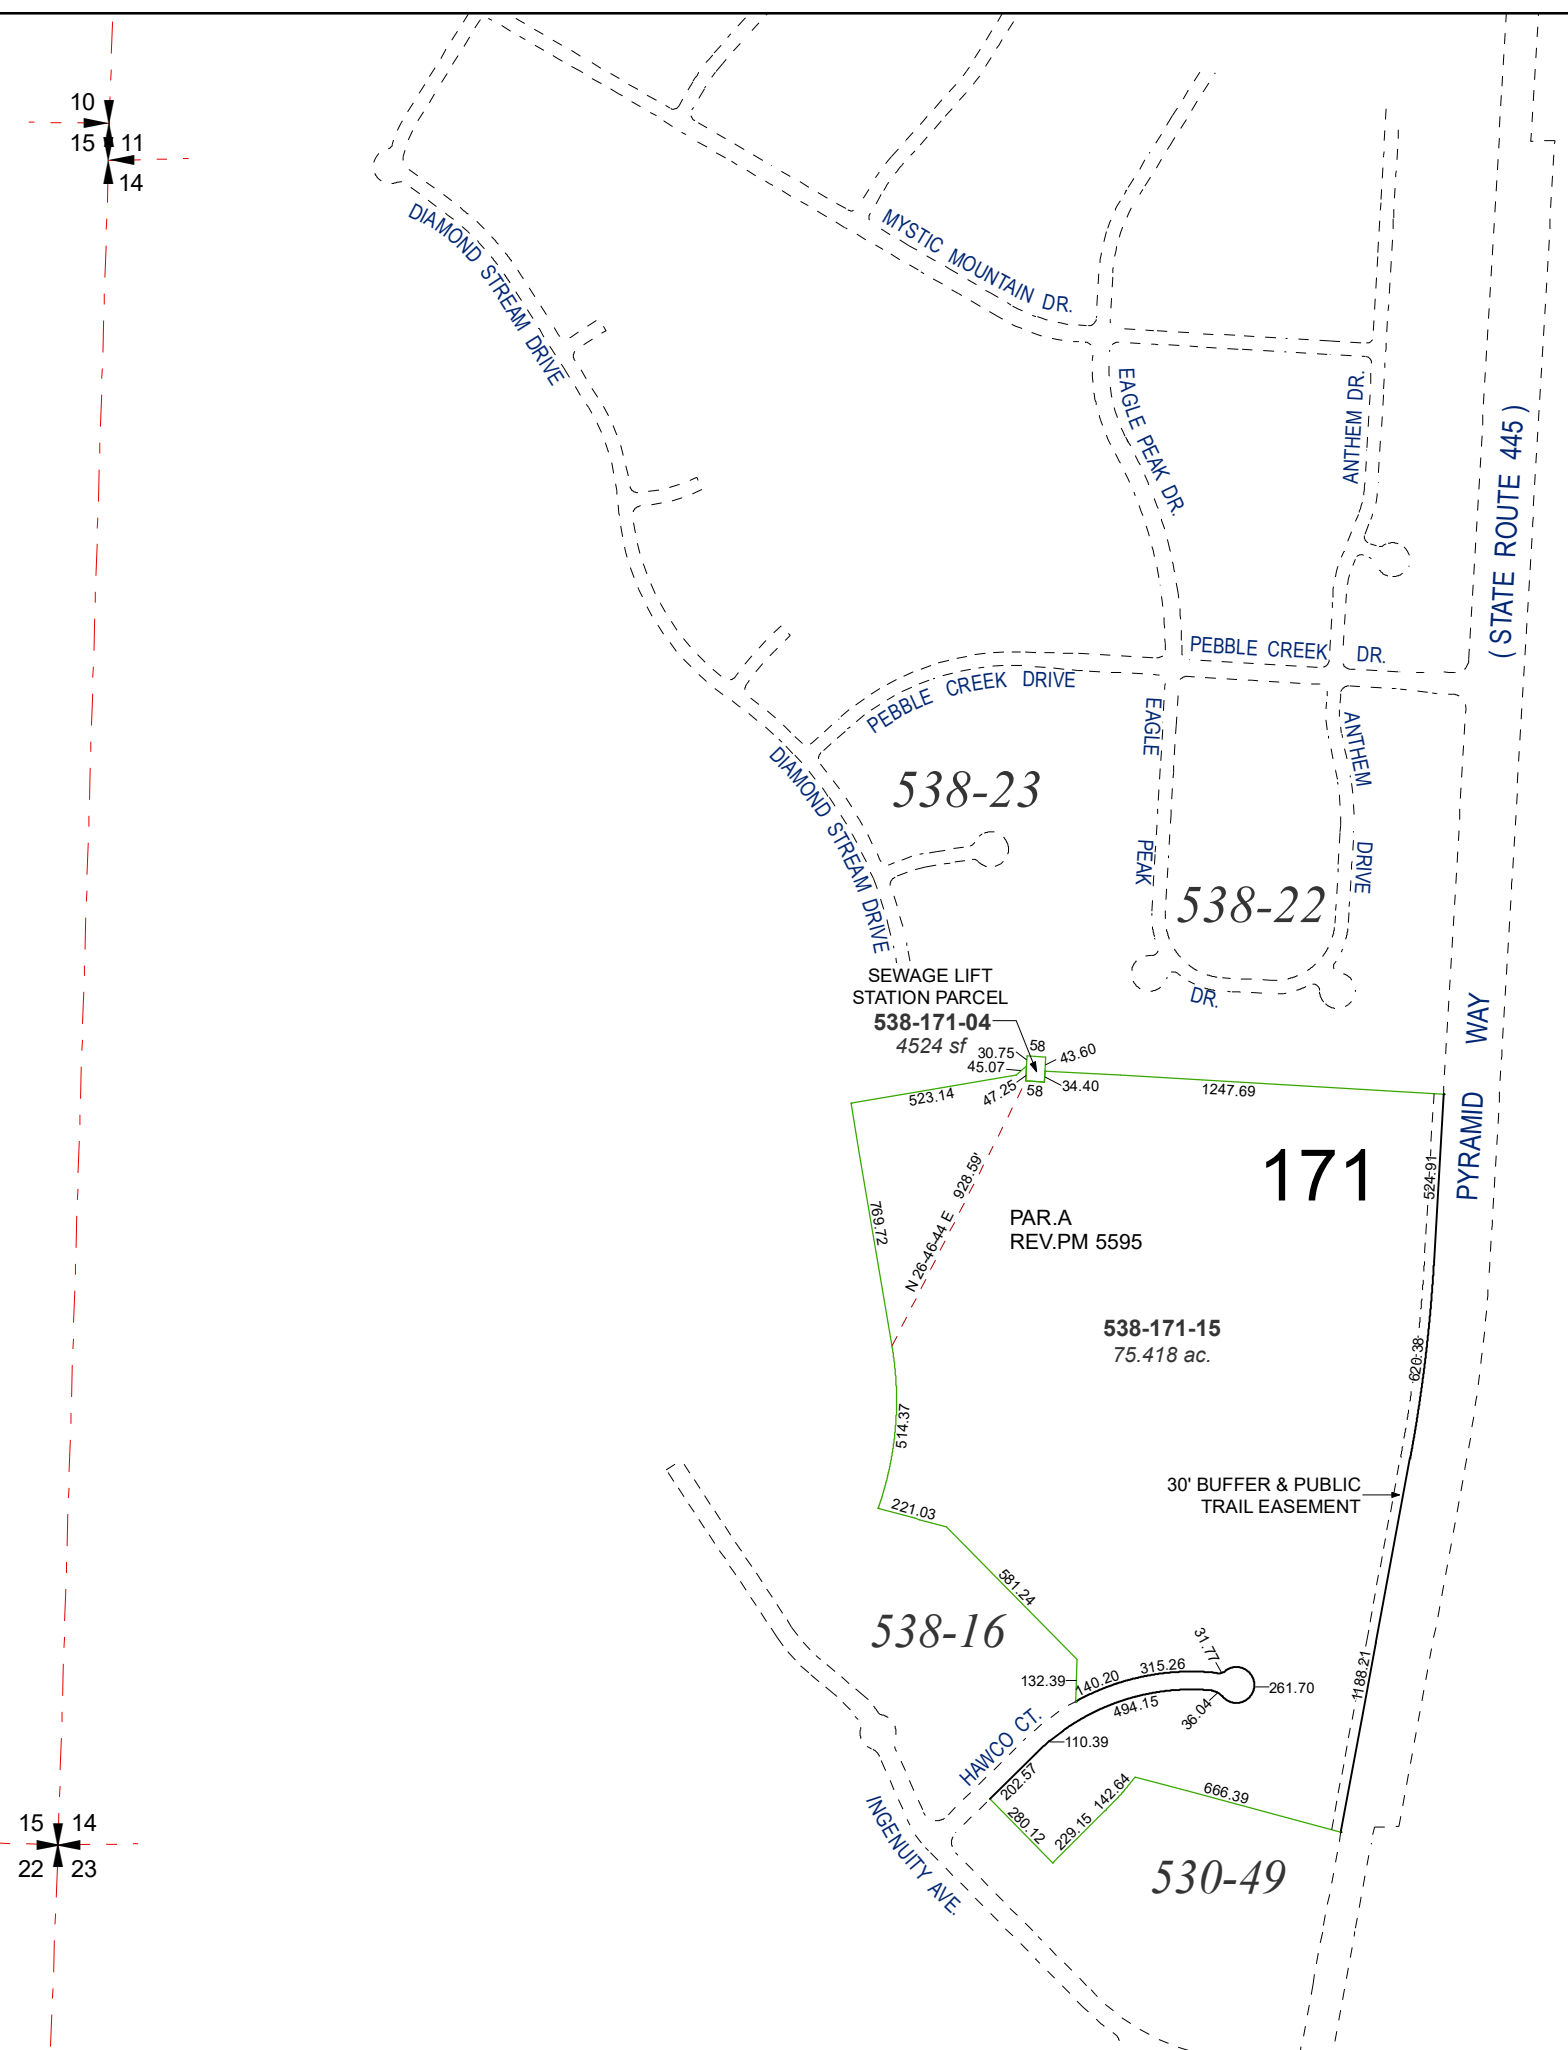 10
15 11
14
DIAMOND STREAM DRIVE
MYSTIC MOUNTAIN DR.
EAGLE PEAK DR.
ANTHEM DR.
( STATE ROUTE 445 )
PEBBLE CREEK DR.
PEBBLE CREEK DRIVE
EAGLE PEAK DR.
ANTHEM DRIVE
DIAMOND STREAM DRIVE
538-23
538-22
SEWAGE LIFT
STATION PARCEL
538-171-04
4524 sf
30.75
45.07
47.25
58
58
43.60
34.40
523.14
1247.69
PYRAMID WAY
171
524.91
769.72
N 26-46-44 E 928.59'
PAR.A
REV.PM 5595
538-171-15
75.418 ac.
620.38
514.37
30' BUFFER & PUBLIC
TRAIL EASEMENT
221.03
581.24
538-16
132.39
140.20
315.26
31.77
261.70
494.15
36.04
1188.21
HAWCO CT.
110.39
202.57
280.12
229.15
142.64
666.39
INGENUITY AVE.
530-49
15 14
22 23